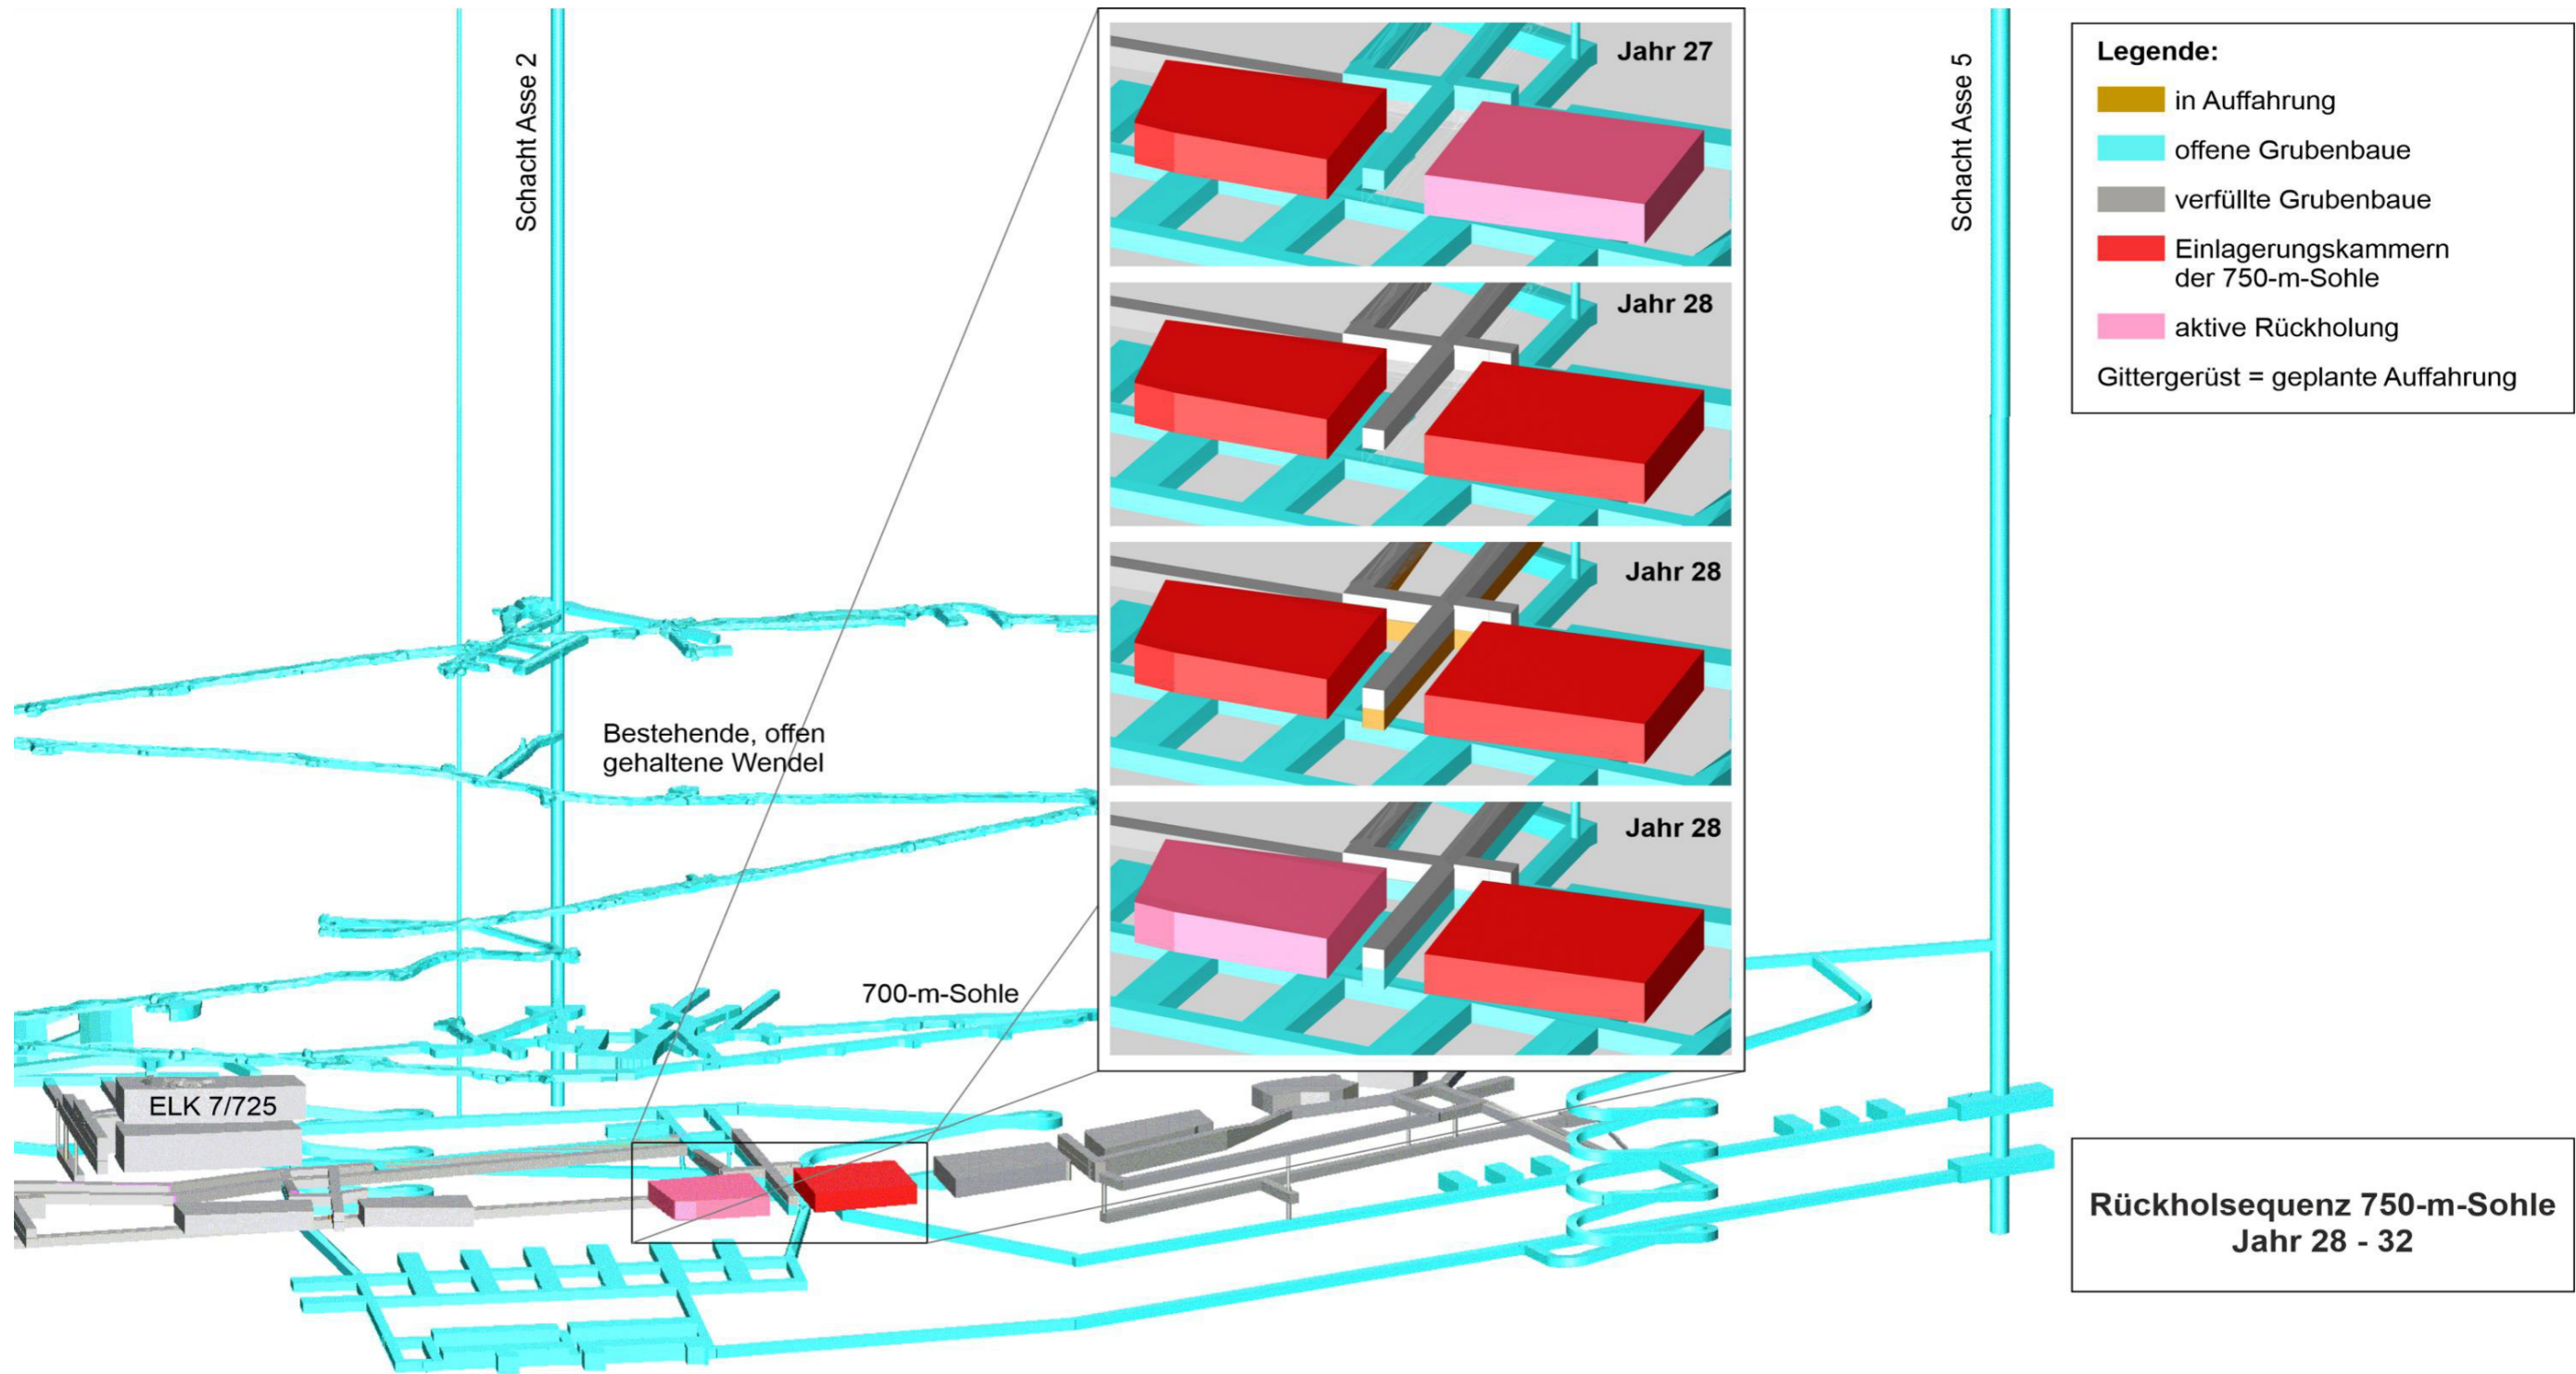 Schacht Asse 2
Jahr 27
Jahr 28
Jahr 28
Jahr 28
Schacht Asse 5
Legende:
in Auffahrung
offene Grubenbaue
verfüllte Grubenbaue
Einlagerungskammern
der 750-m-Sohle
aktive Rückholung
Gittergerüst = geplante Auffahrung
Bestehende, offen
gehaltene Wendel
700-m-Sohle
ELK 7/725
Rückholsequenz 750-m-Sohle
Jahr 28 - 32